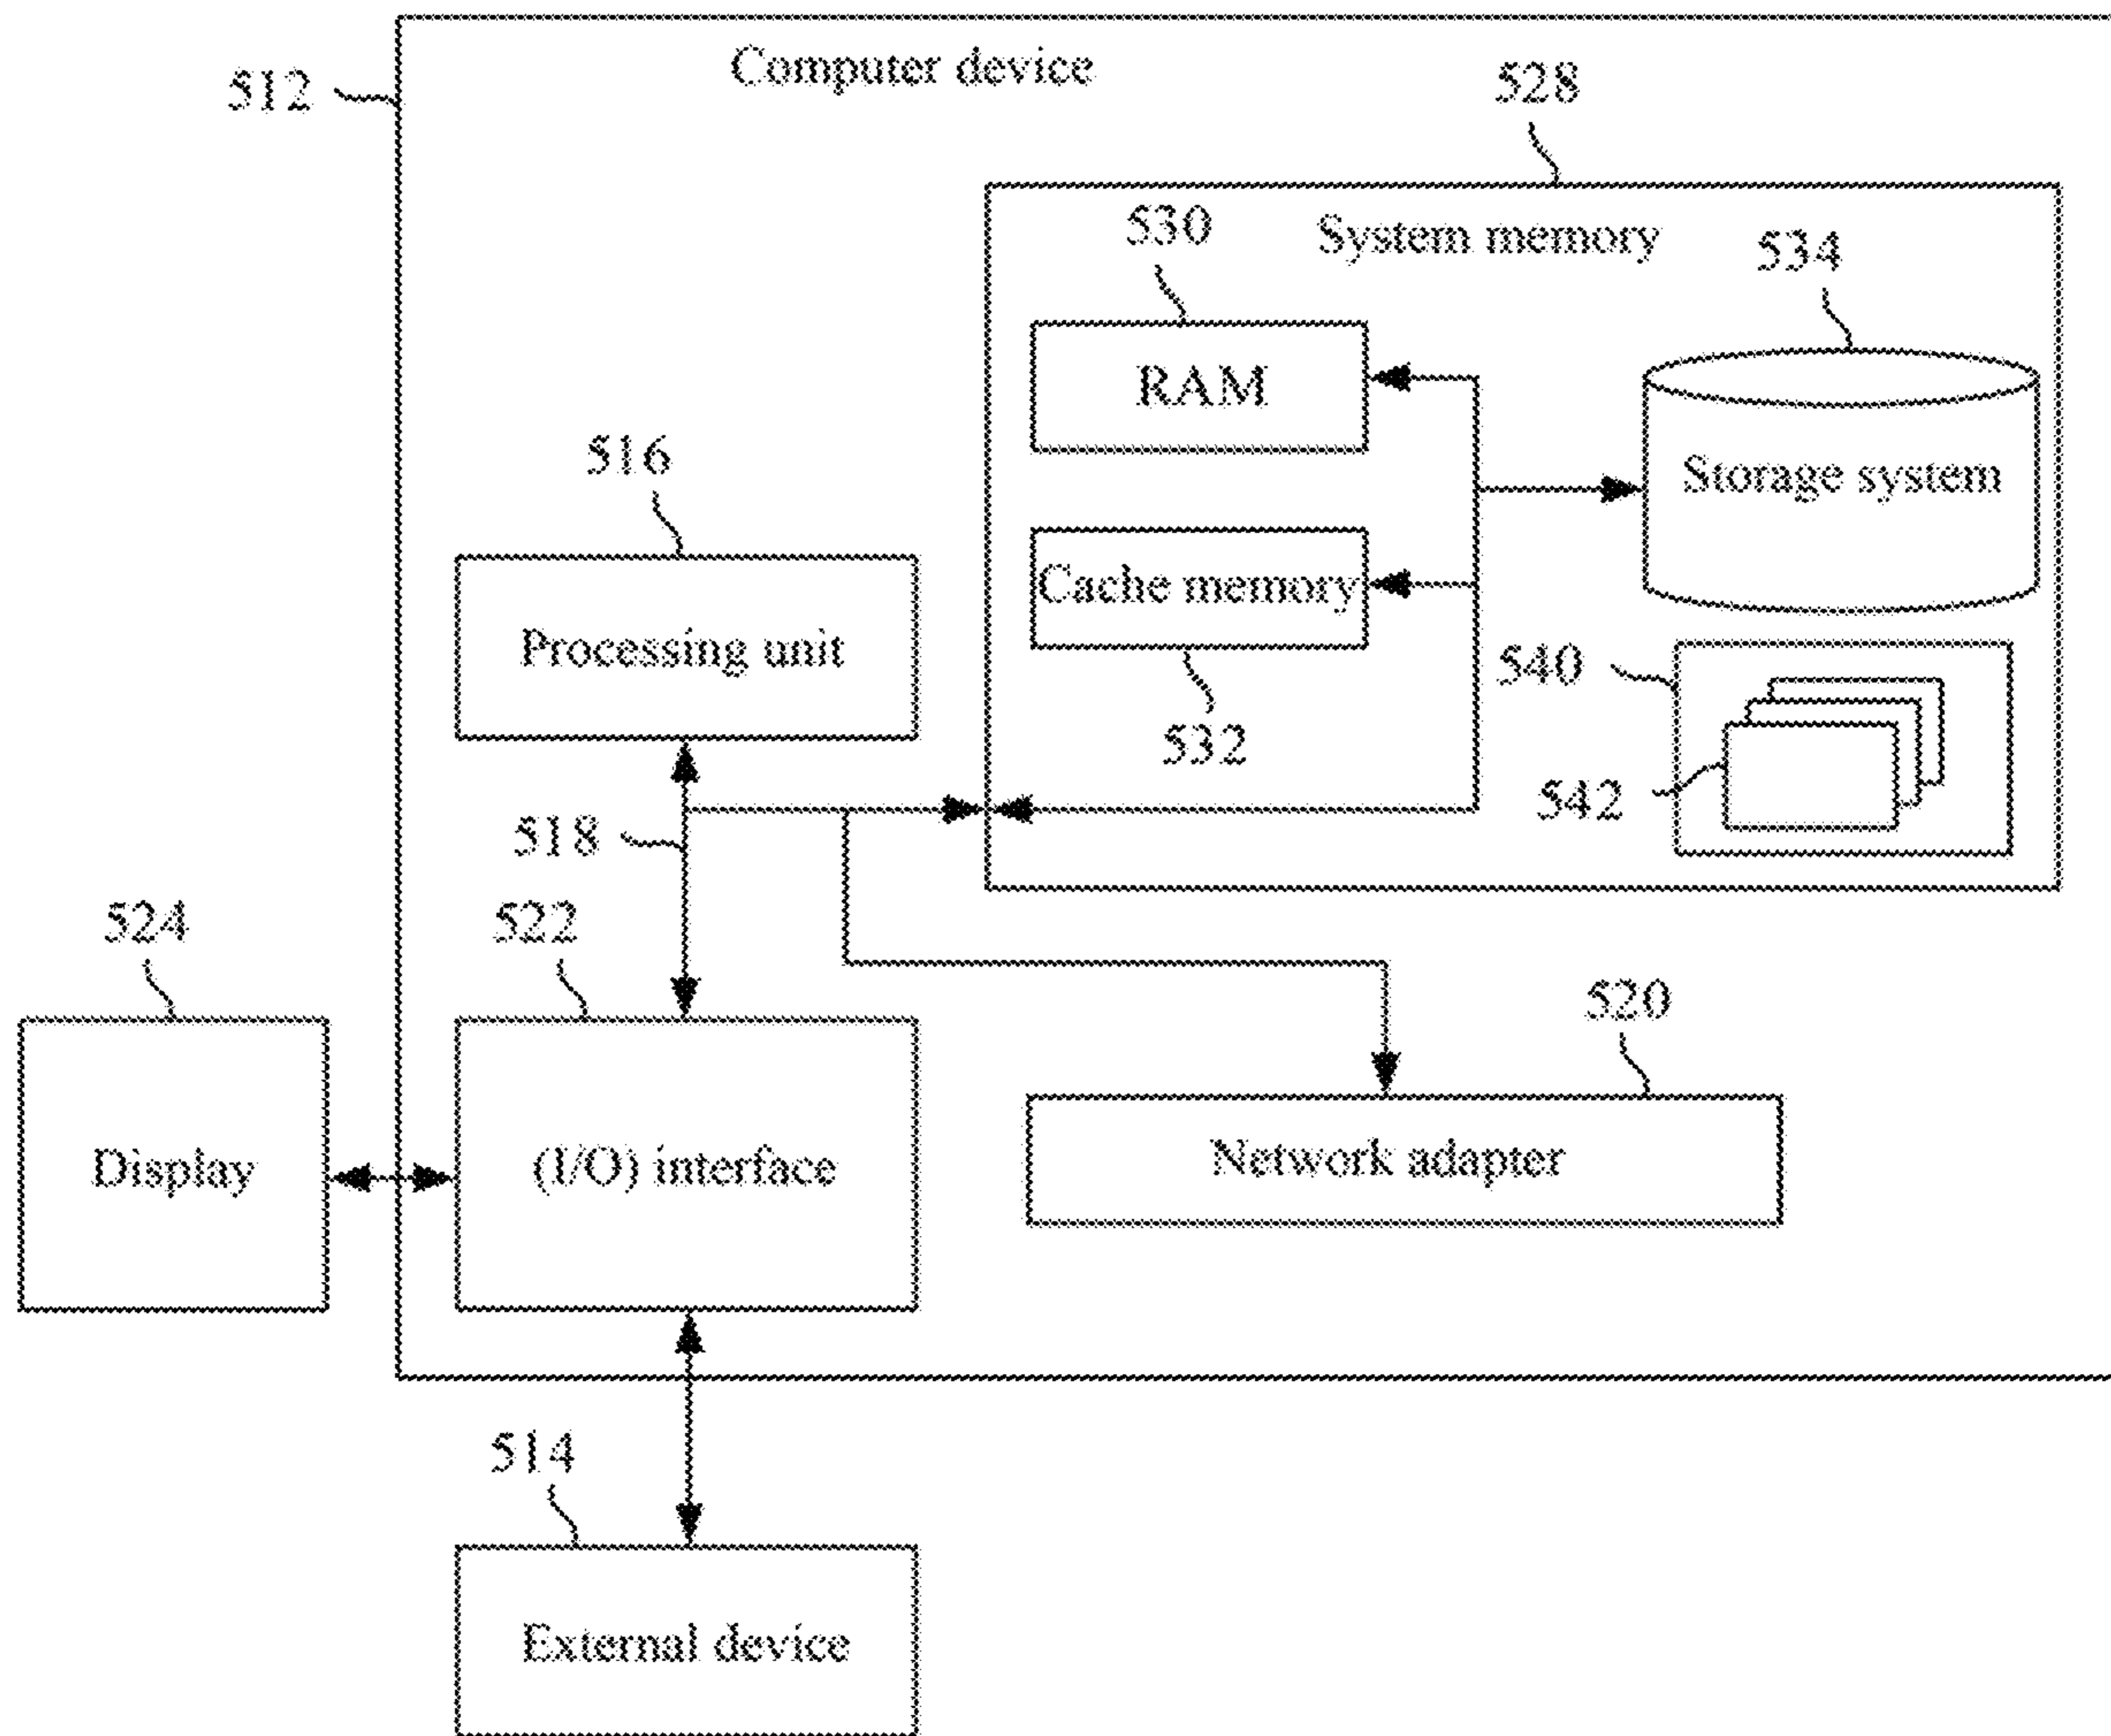 Computer device
512
528
530
System memory
534
RAM
516
Storage system
Cache memory
Processing unit
540
532
542
518
524
522
520
Display
(I/O) interface
Network adapter
514
External device